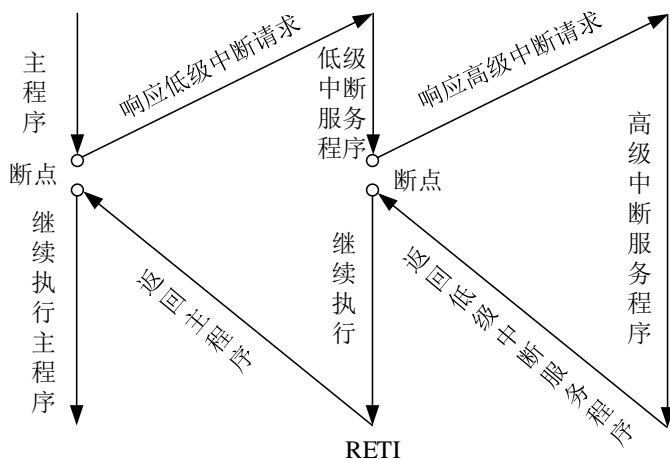 主程序
响应低级中断请求
低级中断服务程序
响应高级中断请求
高级中断服务程序
断点
断点
继续执行主程序
返回主程序
继续执行
返回低级中断服务程序
RETI